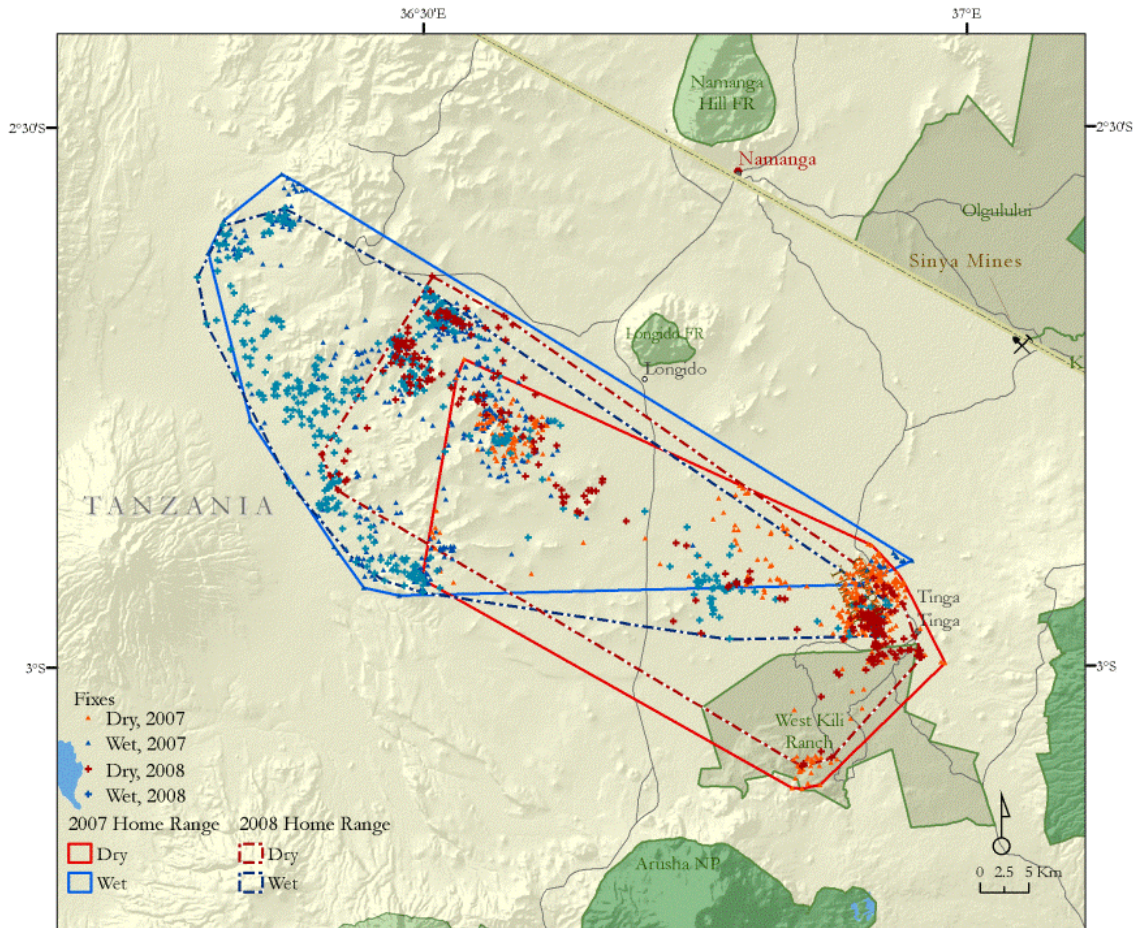 36°30'E
37°E
2°30'S
2°30'S
Namanga
Hill FR
Namanga
Olgulului
Sinya Mines
Longido FR
Longido
K
TANZANIA
Tinga
Tinga
3°S
3°S
West Kili
Ranch
Fixes
Dry, 2007
Wet, 2007
Dry, 2008
Wet, 2008
2007 Home Range
2008 Home Range
Dry
Dry
Wet
Wet
Arusha NP
0 2.5 5 Km